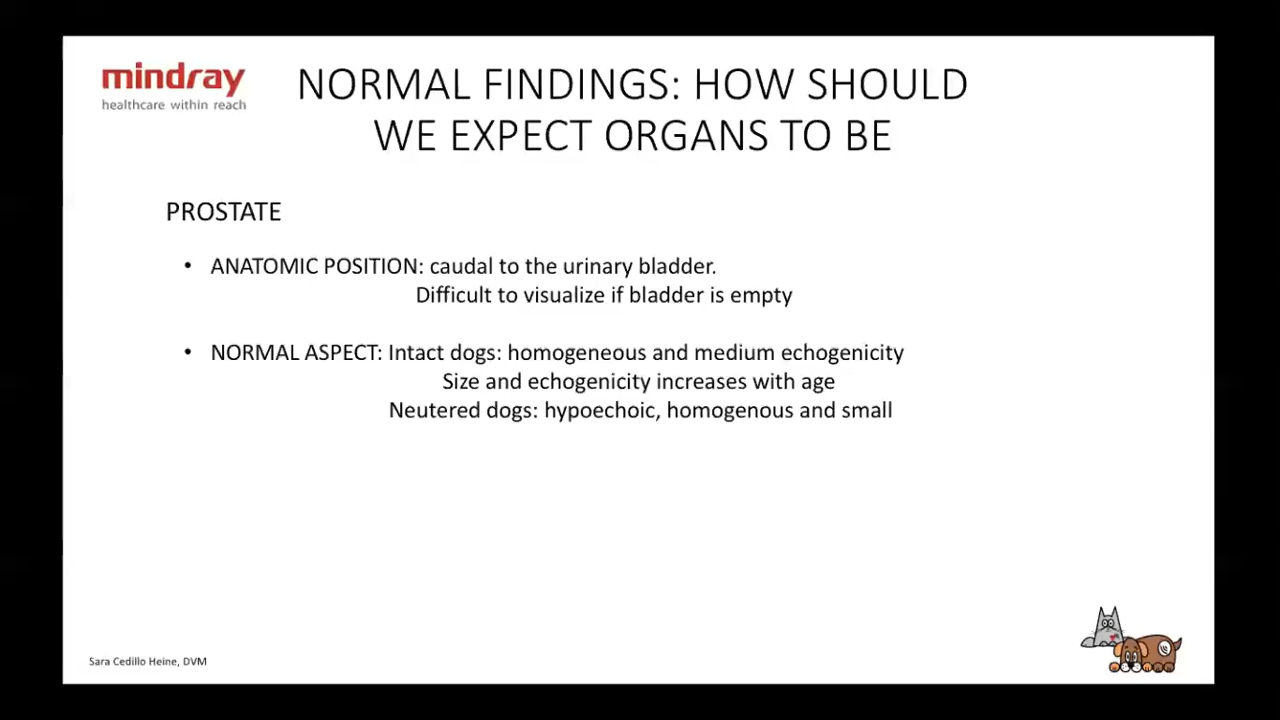 mindray
healthcare within reach
NORMAL FINDINGS: HOW SHOULD
WE EXPECT ORGANS TO BE
PROSTATE
• ANATOMIC POSITION: caudal to the urinary bladder.
Difficult to visualize if bladder is empty
• NORMAL ASPECT: Intact dogs: homogeneous and medium echogenicity
Size and echogenicity increases with age
Neutered dogs: hypoechoic, homogenous and small
Sara Cedillo Heine, DVM